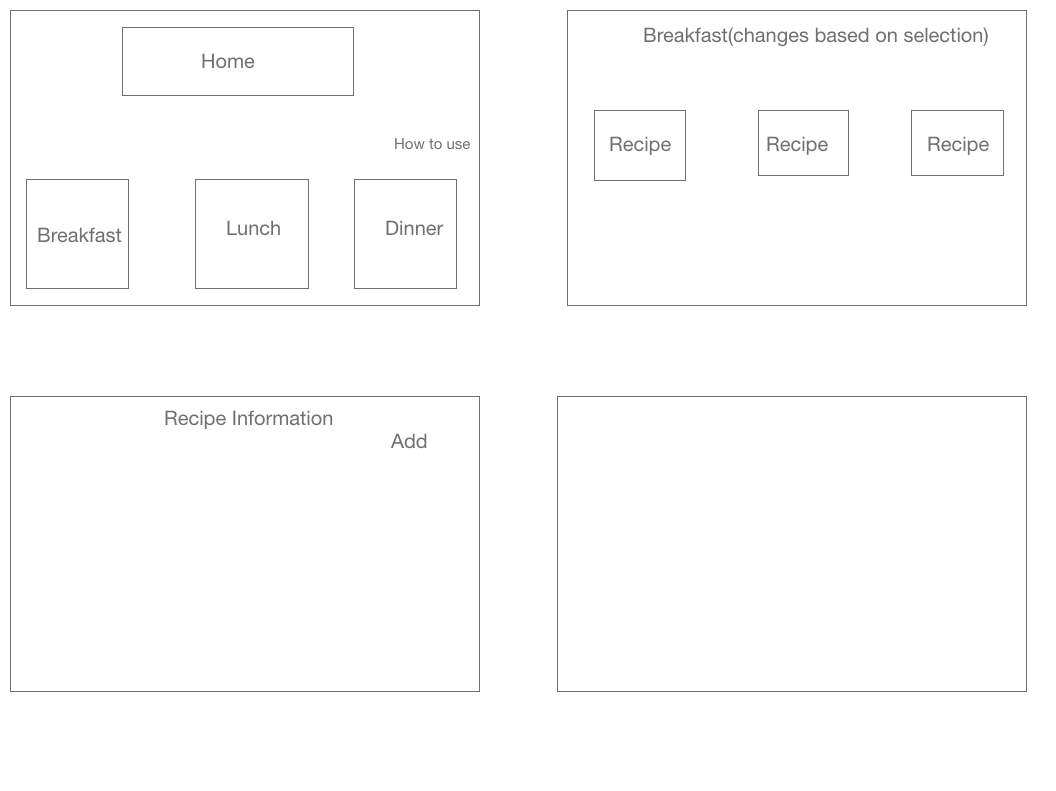 Home
How to use
Breakfast
Lunch
Dinner
Breakfast(changes based on selection)
Recipe
Recipe
Recipe
Recipe Information
Add